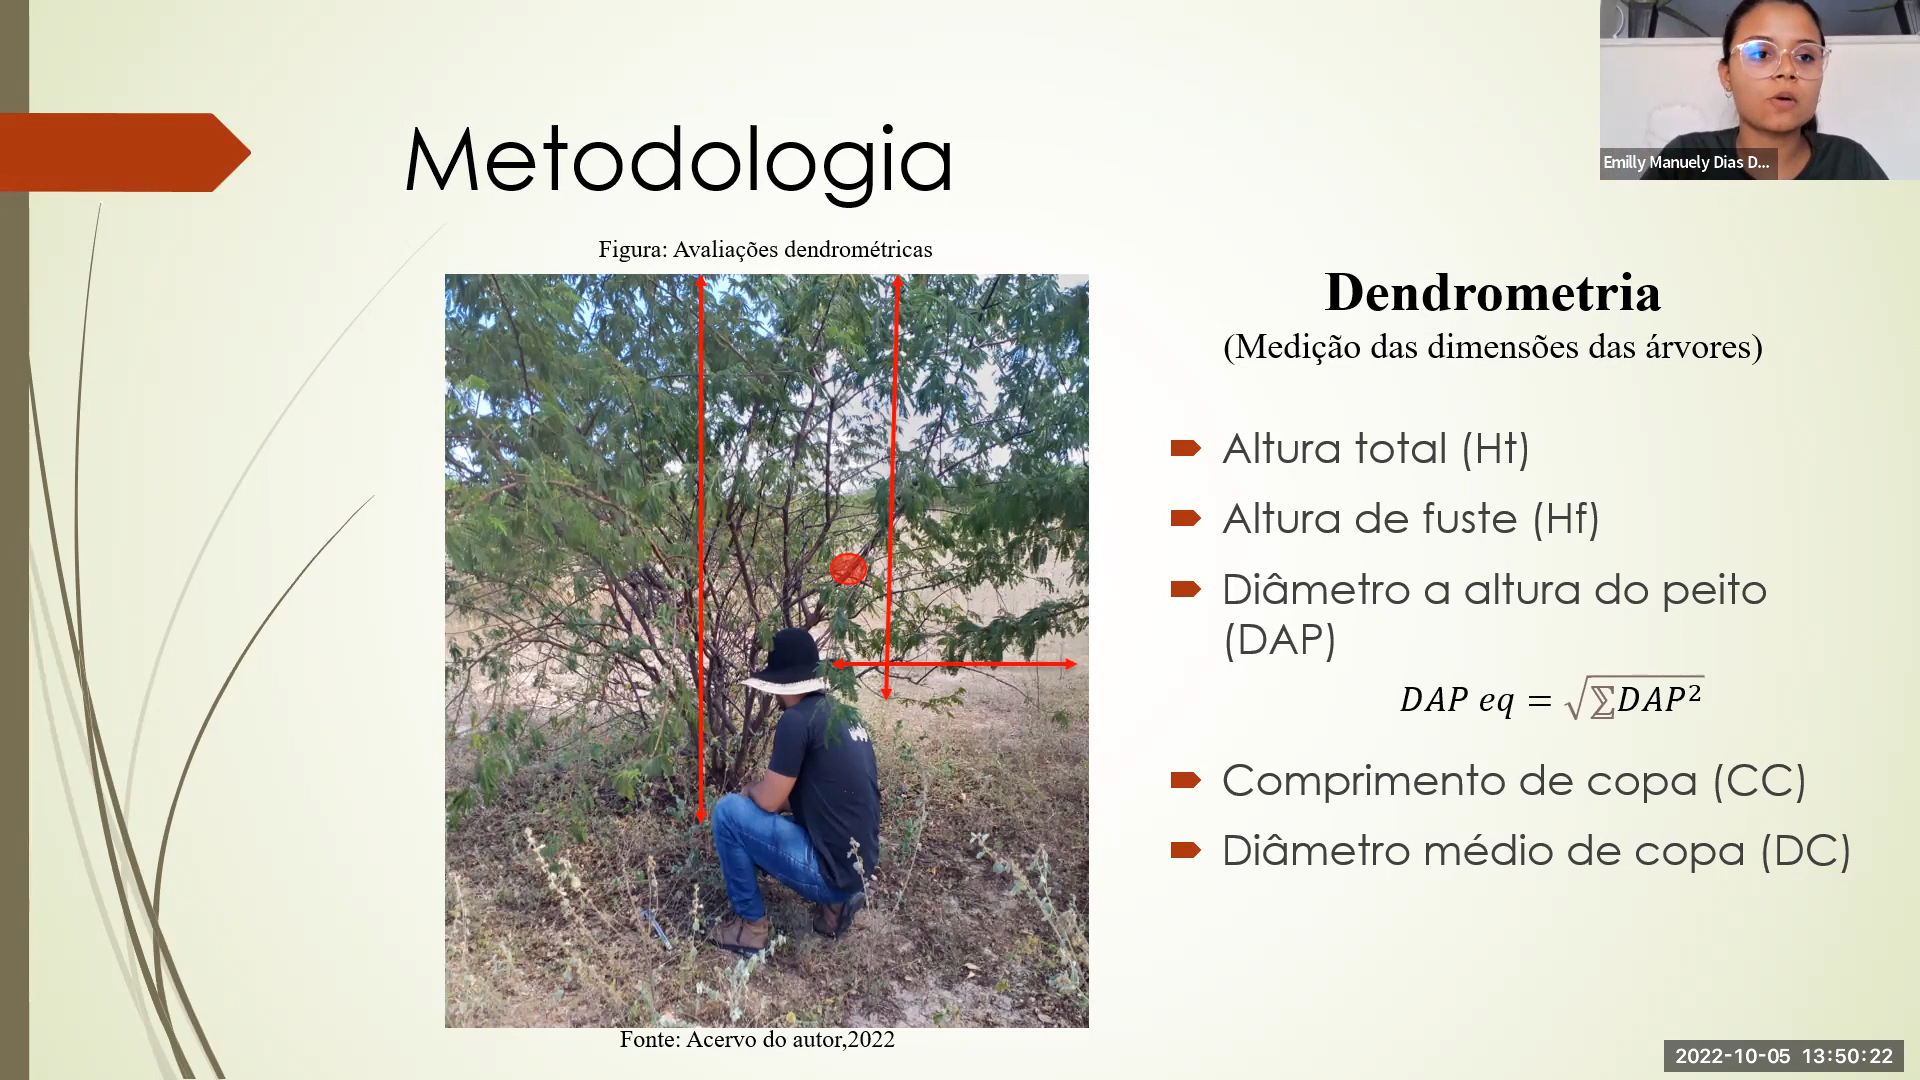 Metodologia
Emilly Manuely Dias D...
Figura: Avaliações dendrométricas
Dendrometria
(Medição das dimensões das árvores)
Altura total (Ht)
Altura de fuste (Hf)
Diâmetro a altura do peito
(DAP)
DAP eq = √∑DAP²
Comprimento de copa (CC)
Diâmetro médio de copa (DC)
Fonte: Acervo do autor,2022
2022-10-05 13:50:22